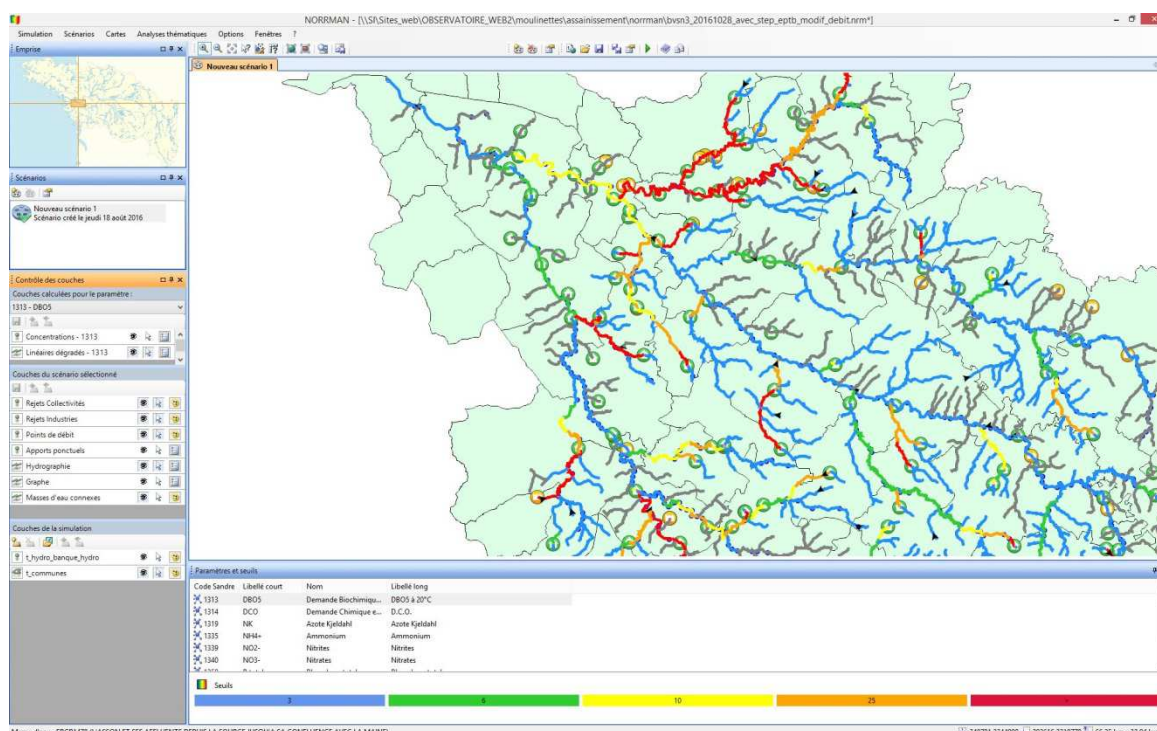 NORRMAN - [\\SI\Sites_web\OBSERVATOIRE_WEB2\moulinettes\assainissement\norrman\bvsn3_20161028_avec_step_eptb_modif_debit.nrm*]
Simulation Scénarios Cartes Analyses thématiques Options Fenêtres ?
Emprise
Nouveau scénario 1
Scénarios
Nouveau scénario 1
Scénario créé le jeudi 18 août 2016
Contrôle des couches
Couches calculées pour le paramètre :
1313 - DBO5
Concentrations - 1313
Linéaires dégradés - 1313
Couches du scénario sélectionné
Rejets Collectivités
Rejets Industries
Points de débit
Apports ponctuels
Hydrographie
Graphe
Masses d'eau connexes
Couches de la simulation
t_hydro_banque_hydro
t_communes
Paramètres et seuils
Code Sandre Libellé court Nom Libellé long
1313 DBO5 Demande Biochimiqu... DBO5 à 20°C
1314 DCO Demande Chimique e... D.C.O.
1319 NK Azote Kjeldahl Azote Kjeldahl
1335 NH4+ Ammonium Ammonium
1339 NO2- Nitrites Nitrites
1340 NO3- Nitrates Nitrates
Seuils
3 6 10 25